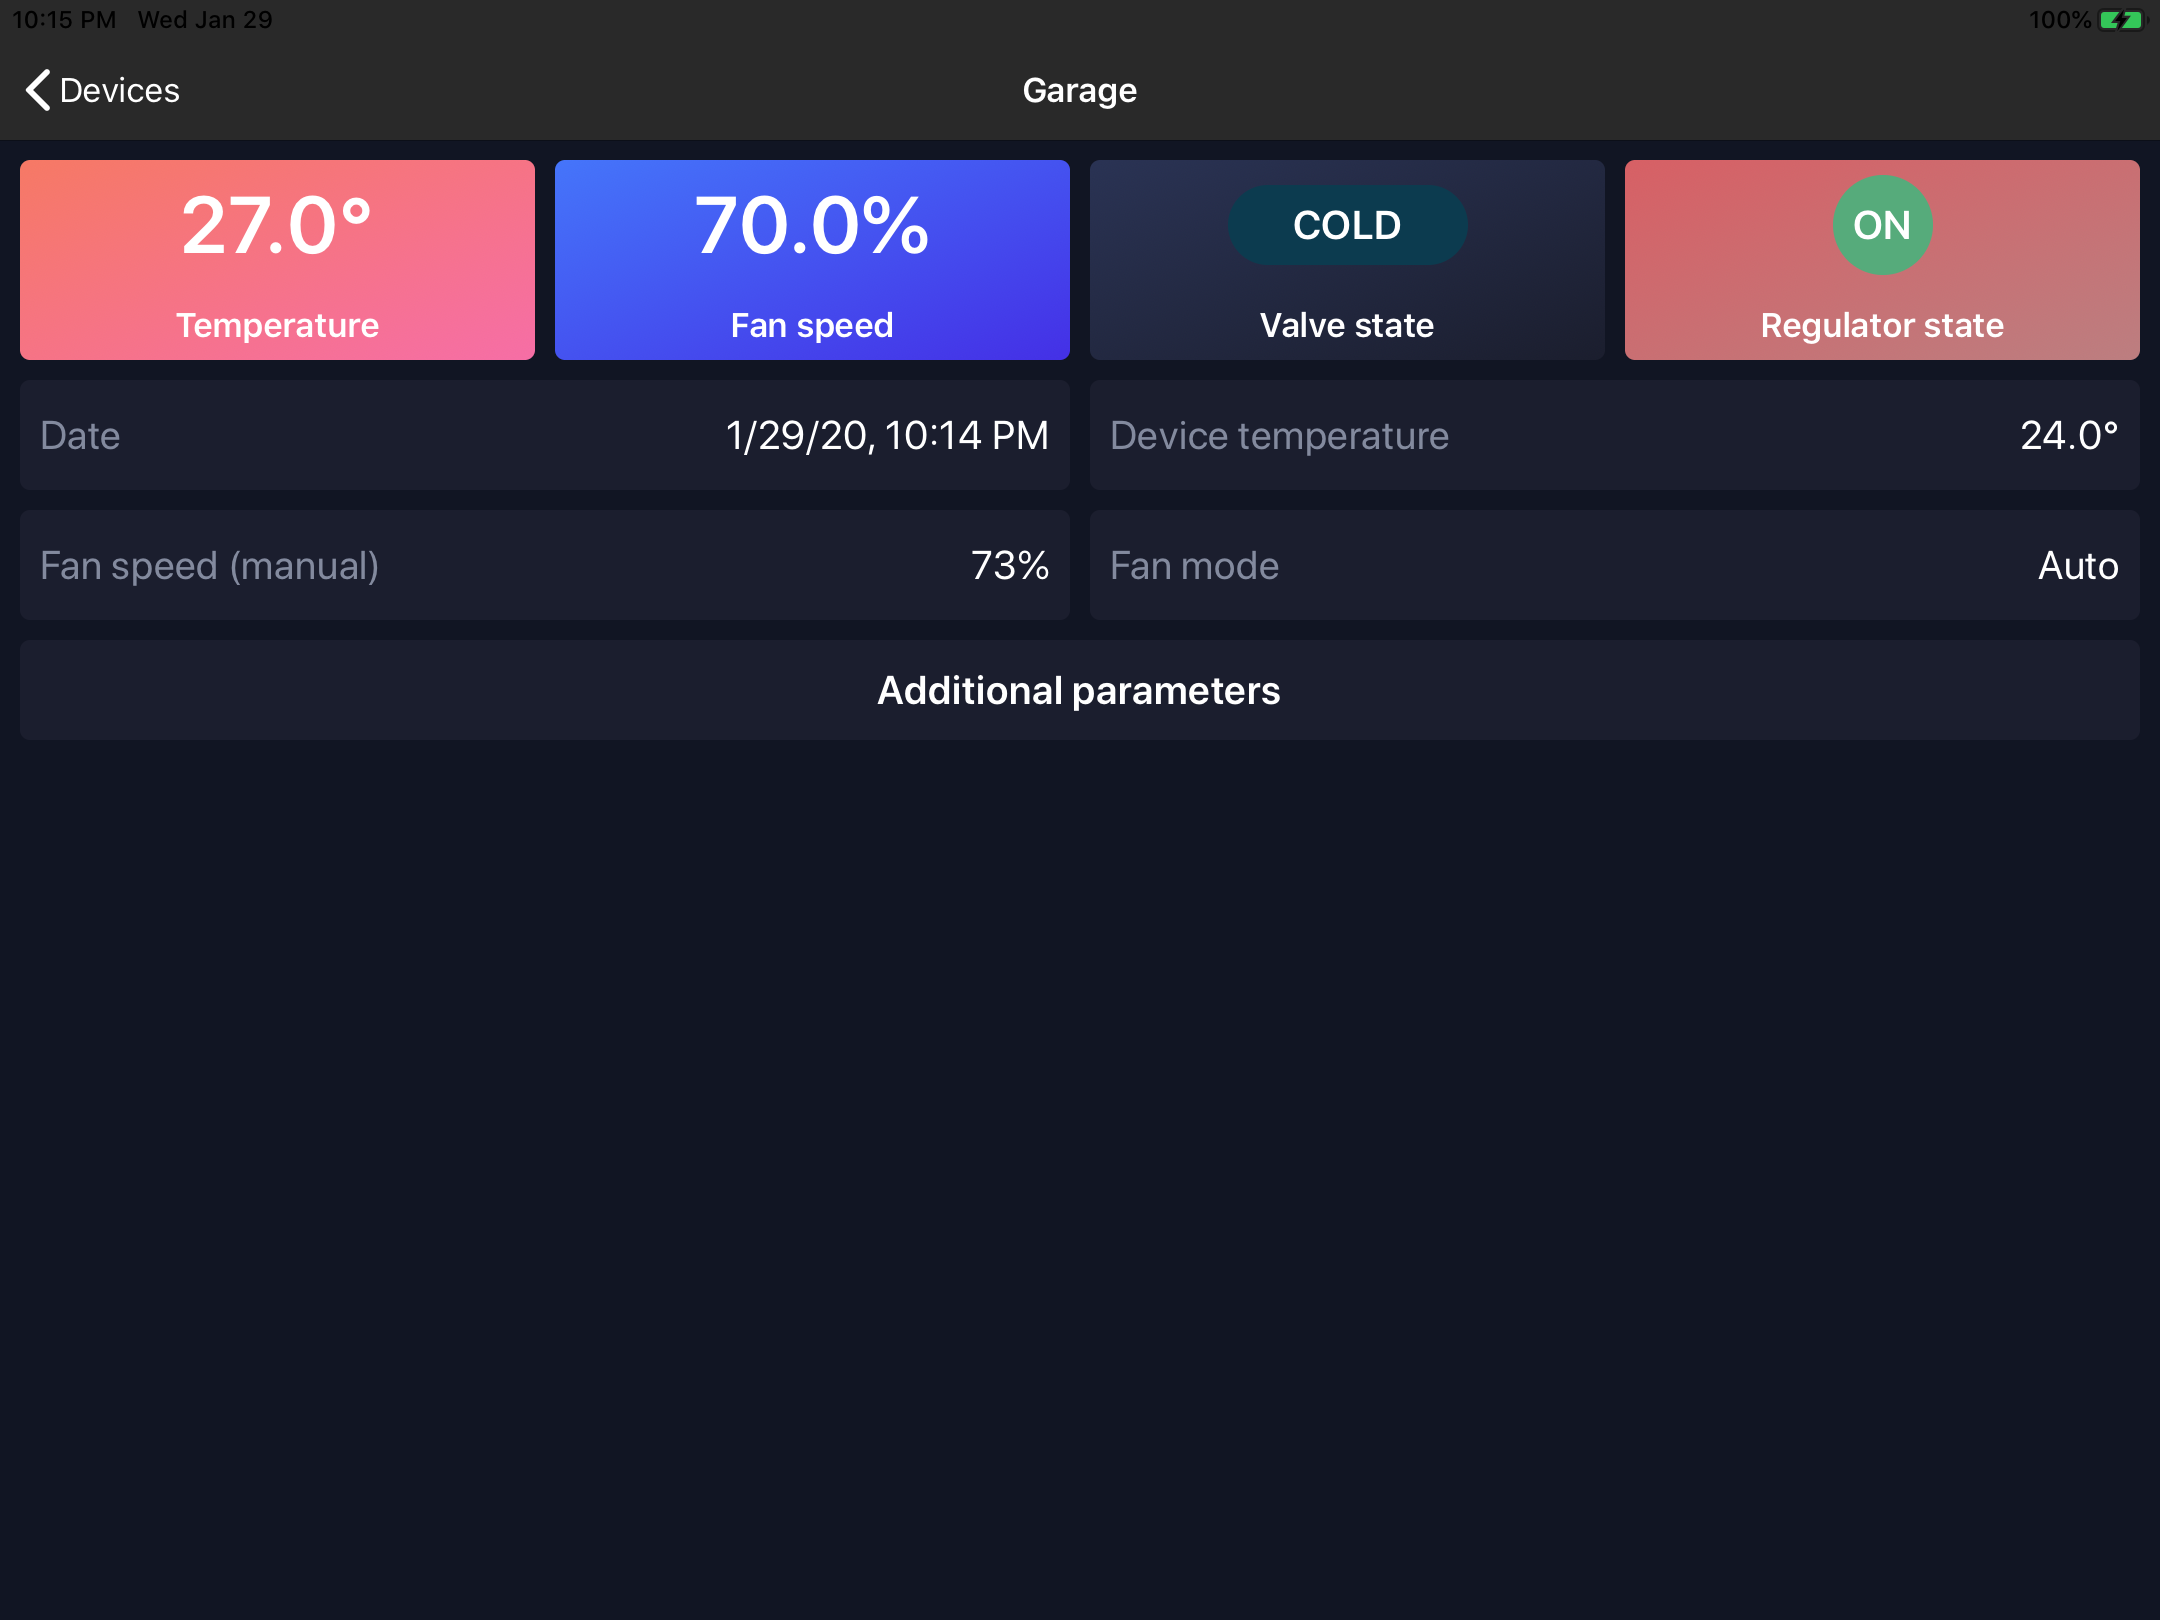 10:15 PM Wed Jan 29 100%
Devices Garage
27.0° 70.0% COLD ON
Temperature Fan speed Valve state Regulator state
Date 1/29/20, 10:14 PM Device temperature 24.0°
Fan speed (manual) 73% Fan mode Auto
Additional parameters